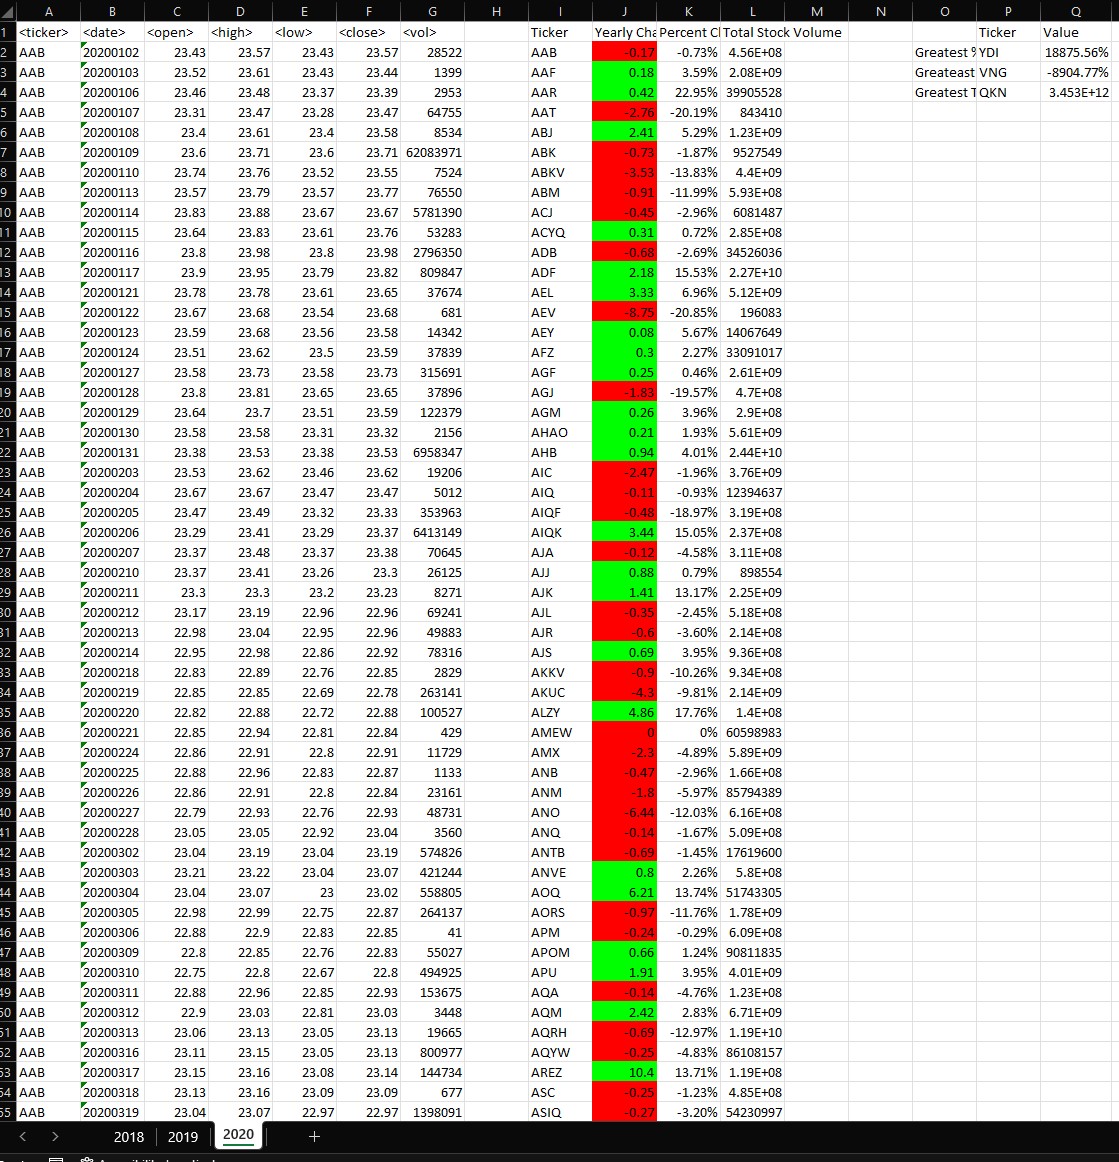 A B C D E F G H I J K L M N O P Q
1 <ticker> <date> <open> <high> <low> <close> <vol> Ticker Yearly Cha Percent Cl Total Stock Volume Ticker Value
2 AAB 20200102 23.43 23.57 23.43 23.57 28522 AAB -0.17 -0.73% 4.56E+08 Greatest % YDI 18875.56%
3 AAB 20200103 23.52 23.61 23.43 23.44 1399 AAF 0.18 3.59% 2.08E+09 Greateast VNG -8904.77%
4 AAB 20200106 23.46 23.48 23.37 23.39 2953 AAR 0.42 22.95% 39905528 Greatest T QKN 3.453E+12
5 AAB 20200107 23.31 23.47 23.28 23.47 64755 AAT -2.76 -20.19% 843410
6 AAB 20200108 23.4 23.61 23.4 23.58 8534 ABJ 2.41 5.29% 1.23E+09
7 AAB 20200109 23.6 23.71 23.6 23.71 62083971 ABK -0.73 -1.87% 9527549
8 AAB 20200110 23.74 23.76 23.52 23.55 7524 ABKV -3.53 -13.83% 4.4E+09
9 AAB 20200113 23.57 23.79 23.57 23.77 76550 ABM -0.91 -11.99% 5.93E+08
10 AAB 20200114 23.83 23.88 23.67 23.67 5781390 ACJ -0.45 -2.96% 6081487
11 AAB 20200115 23.64 23.83 23.61 23.76 53283 ACYQ 0.31 0.72% 2.85E+08
12 AAB 20200116 23.8 23.98 23.8 23.98 2796350 ADB -0.68 -2.69% 34526036
13 AAB 20200117 23.9 23.95 23.79 23.82 809847 ADF 2.18 15.53% 2.27E+10
14 AAB 20200121 23.78 23.78 23.61 23.65 37674 AEL 3.33 6.96% 5.12E+09
15 AAB 20200122 23.67 23.68 23.54 23.68 681 AEV -8.75 -20.85% 196083
16 AAB 20200123 23.59 23.68 23.56 23.58 14342 AEY 0.08 5.67% 14067649
17 AAB 20200124 23.51 23.62 23.5 23.59 37839 AFZ 0.3 2.27% 33091017
18 AAB 20200127 23.58 23.73 23.58 23.73 315691 AGF 0.25 0.46% 2.61E+09
19 AAB 20200128 23.8 23.81 23.65 23.65 37896 AGJ -1.83 -19.57% 4.7E+08
20 AAB 20200129 23.64 23.7 23.51 23.59 122379 AGM 0.26 3.96% 2.9E+08
21 AAB 20200130 23.58 23.58 23.31 23.32 2156 AHAO 0.21 1.93% 5.61E+09
22 AAB 20200131 23.38 23.53 23.38 23.53 6958347 AHB 0.94 4.01% 2.44E+10
23 AAB 20200203 23.53 23.62 23.46 23.62 19206 AIC -2.47 -1.96% 3.76E+09
24 AAB 20200204 23.67 23.67 23.47 23.47 5012 AIQ -0.11 -0.93% 12394637
25 AAB 20200205 23.47 23.49 23.32 23.33 353963 AIQF -0.48 -18.97% 3.19E+08
26 AAB 20200206 23.29 23.41 23.29 23.37 6413149 AIQK 3.44 15.05% 2.37E+08
27 AAB 20200207 23.37 23.48 23.37 23.38 70645 AJA -0.12 -4.58% 3.11E+08
28 AAB 20200210 23.37 23.41 23.26 23.3 26125 AJJ 0.88 0.79% 898554
29 AAB 20200211 23.3 23.3 23.2 23.23 8271 AJK 1.41 13.17% 2.25E+09
30 AAB 20200212 23.17 23.19 22.96 22.96 69241 AJL -0.35 -2.45% 5.18E+08
31 AAB 20200213 22.98 23.04 22.95 22.96 49883 AJR -0.6 -3.60% 2.14E+08
32 AAB 20200214 22.95 22.98 22.86 22.92 78316 AJS 0.69 3.95% 9.36E+08
33 AAB 20200218 22.83 22.89 22.76 22.85 2829 AKKV -0.9 -10.26% 9.34E+08
34 AAB 20200219 22.85 22.85 22.69 22.78 263141 AKUC -4.3 -9.81% 2.14E+09
35 AAB 20200220 22.82 22.88 22.72 22.88 100527 ALZY 4.86 17.76% 1.4E+08
36 AAB 20200221 22.85 22.94 22.81 22.84 429 AMEW 0 0% 60598983
37 AAB 20200224 22.86 22.91 22.8 22.91 11729 AMX -2.3 -4.89% 5.89E+09
38 AAB 20200225 22.88 22.96 22.83 22.87 1133 ANB -0.47 -2.96% 1.66E+08
39 AAB 20200226 22.86 22.91 22.8 22.84 23161 ANM -1.8 -5.97% 85794389
40 AAB 20200227 22.79 22.93 22.76 22.93 48731 ANO -6.44 -12.03% 6.16E+08
41 AAB 20200228 23.05 23.05 22.92 23.04 3560 ANQ -0.14 -1.67% 5.09E+08
42 AAB 20200302 23.04 23.19 23.04 23.19 574826 ANTB -0.69 -1.45% 17619600
43 AAB 20200303 23.21 23.22 23.04 23.07 421244 ANVE 0.8 2.26% 5.8E+08
44 AAB 20200304 23.04 23.07 23 23.02 558805 AOQ 6.21 13.74% 51743305
45 AAB 20200305 22.98 22.99 22.75 22.87 264137 AORS -0.97 -11.76% 1.78E+09
46 AAB 20200306 22.88 22.9 22.83 22.85 41 APM -0.24 -0.29% 6.09E+08
47 AAB 20200309 22.8 22.85 22.76 22.83 55027 APOM 0.66 1.24% 90811835
48 AAB 20200310 22.75 22.8 22.67 22.8 494925 APU 1.91 3.95% 4.01E+09
49 AAB 20200311 22.88 22.96 22.85 22.93 153675 AQA -0.14 -4.76% 1.23E+08
50 AAB 20200312 22.9 23.03 22.81 23.03 3448 AQM 2.42 2.83% 6.71E+09
51 AAB 20200313 23.06 23.13 23.05 23.13 19665 AQRH -0.69 -12.97% 1.19E+10
52 AAB 20200316 23.11 23.15 23.05 23.13 800977 AQYW -0.25 -4.83% 86108157
53 AAB 20200317 23.15 23.16 23.08 23.14 144734 AREZ 10.4 13.71% 1.19E+08
54 AAB 20200318 23.13 23.16 23.09 23.09 677 ASC -0.25 -1.23% 4.85E+08
55 AAB 20200319 23.04 23.07 22.97 22.97 1398091 ASIQ -0.27 -3.20% 54230997
2018 2019 2020 +